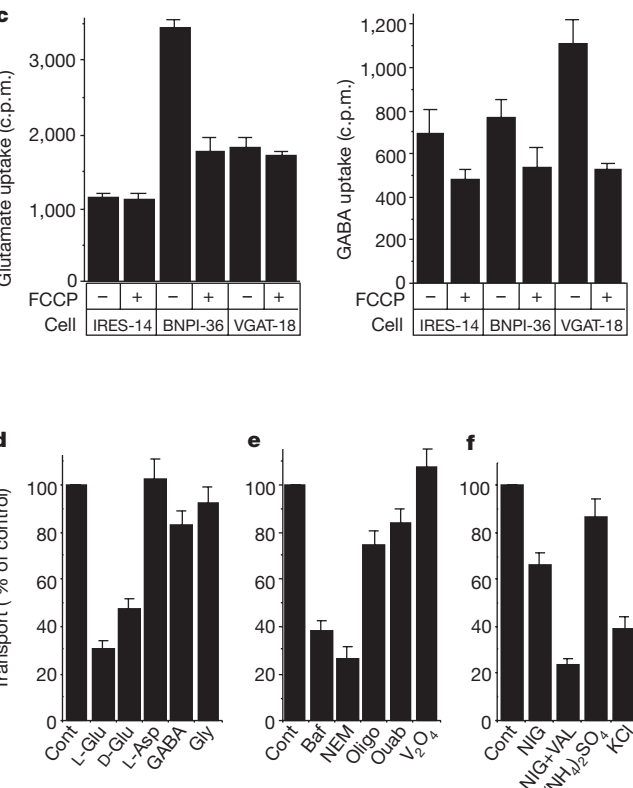 c
Glutamate uptake (c.p.m.)
3,000
2,000
1,000
0
FCCP − + − + − +
Cell IRES-14 BNPI-36 VGAT-18
GABA uptake (c.p.m.)
1,200
1,000
800
600
400
200
0
FCCP − + − + − +
Cell IRES-14 BNPI-36 VGAT-18
d
Transport ( % of control)
100
80
60
40
20
0
Cont L-Glu D-Glu L-Asp GABA Gly
e
100
80
60
40
20
0
Cont Baf NEM Oligo Ouab V2O4
f
100
80
60
40
20
0
Cont NIG NIG+VAL (NH4)2SO4 KCl